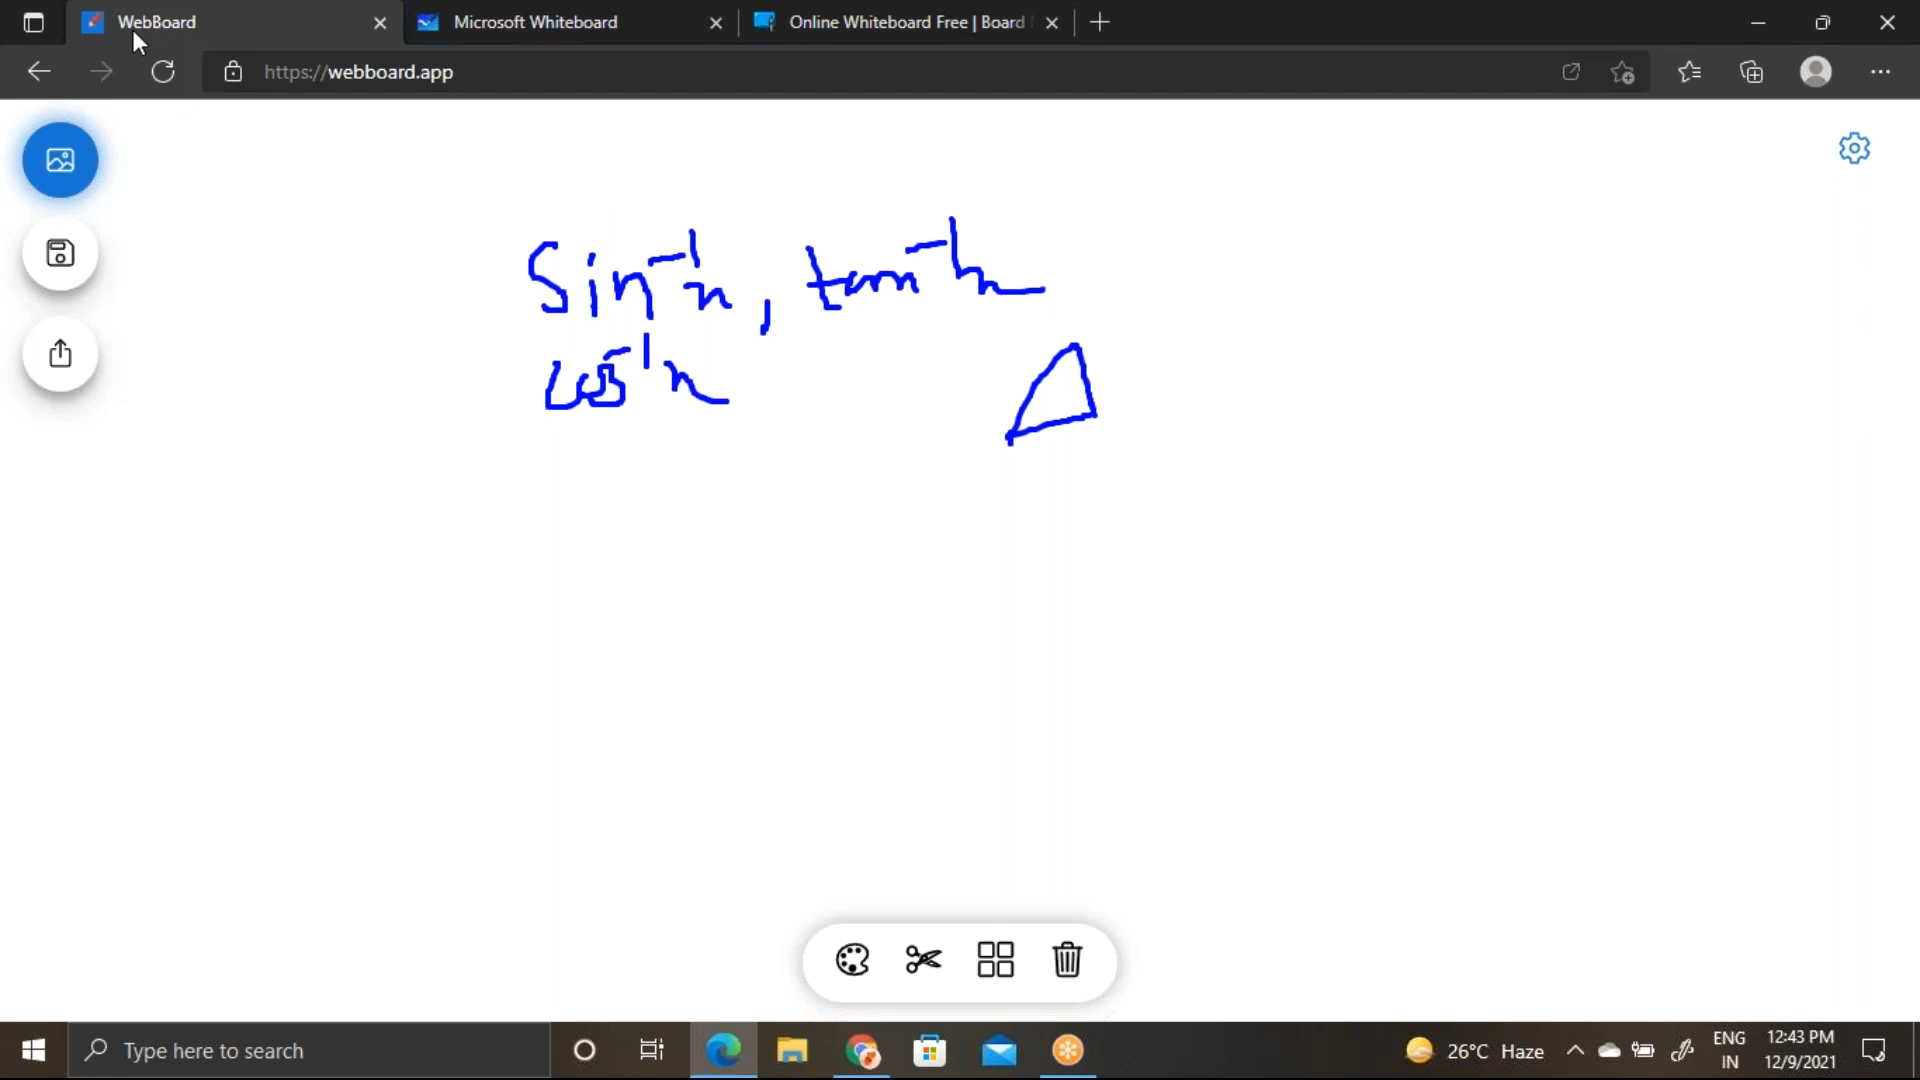 WebBoard
Microsoft Whiteboard
Online Whiteboard Free | Board
https://webboard.app
sin⁻¹x, tan⁻¹x
cos⁻¹x
Type here to search
26°C Haze
ENG
IN
12:43 PM
12/9/2021